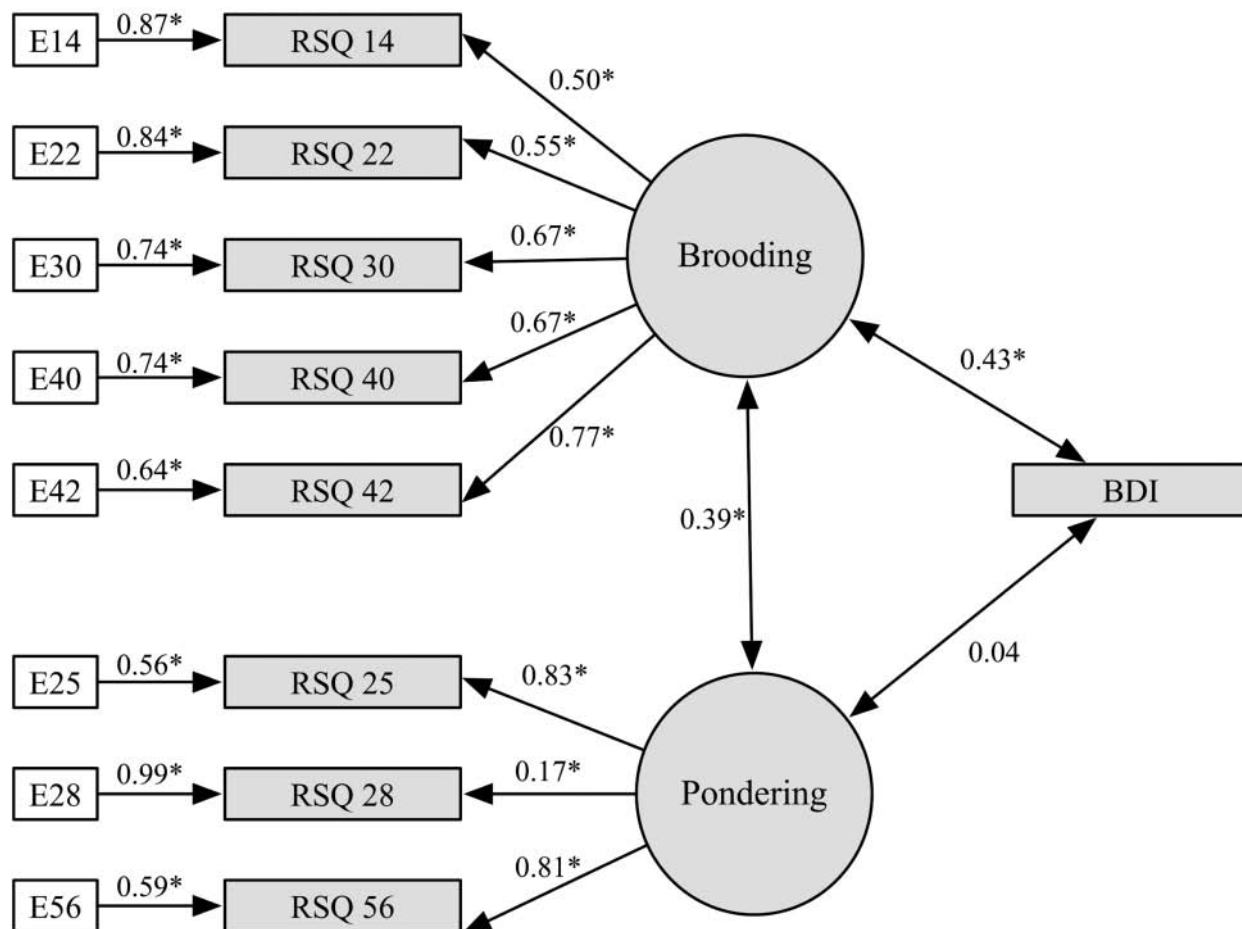 E14 0.87* RSQ 14
0.50*
E22 0.84* RSQ 22
0.55*
E30 0.74* RSQ 30
0.67*
Brooding
E40 0.74* RSQ 40
0.67*
0.43*
E42 0.64* RSQ 42
0.77*
BDI
0.39*
E25 0.56* RSQ 25
0.83*
0.04
E28 0.99* RSQ 28
0.17*
Pondering
E56 0.59* RSQ 56
0.81*